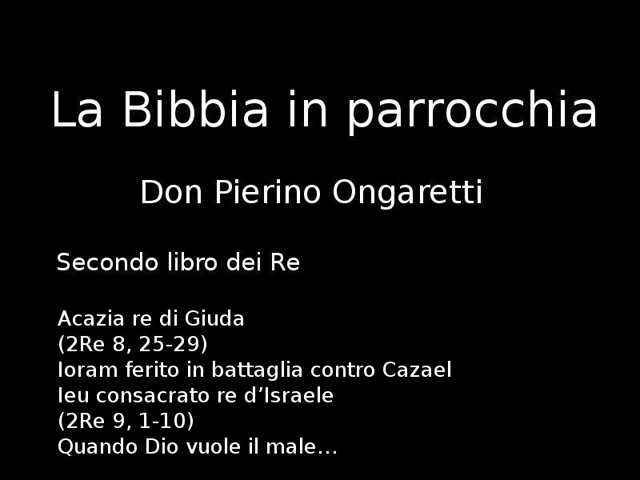 La Bibbia in parrocchia
Don Pierino Ongaretti
Secondo libro dei Re
Acazia re di Giuda
(2Re 8, 25-29)
Ioram ferito in battaglia contro Cazael
Ieu consacrato re d’Israele
(2Re 9, 1-10)
Quando Dio vuole il male…